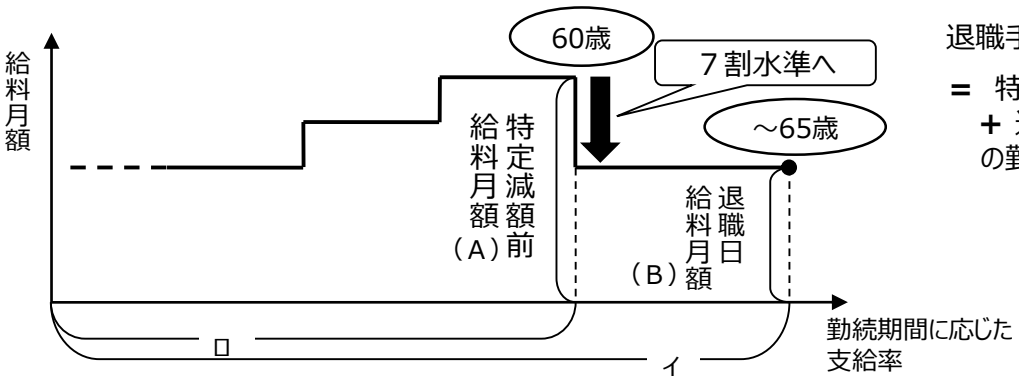 給料月額
60歳
７割水準へ
～65歳
特定減額前
給料月額
（A）
退職日
給料月額
（B）
ロ
イ
勤続期間に応じた
支給率
退職手
= 特
+
の勤